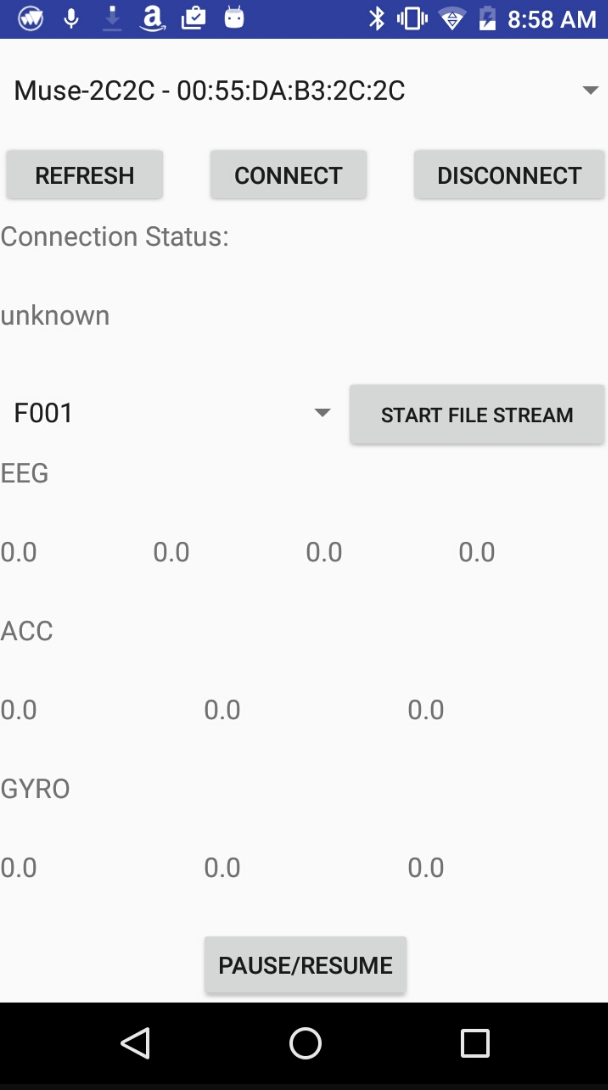 8:58 AM
Muse-2C2C - 00:55:DA:B3:2C:2C
REFRESH CONNECT DISCONNECT
Connection Status:
unknown
F001 START FILE STREAM
EEG
0.0 0.0 0.0 0.0
ACC
0.0 0.0 0.0
GYRO
0.0 0.0 0.0
PAUSE/RESUME